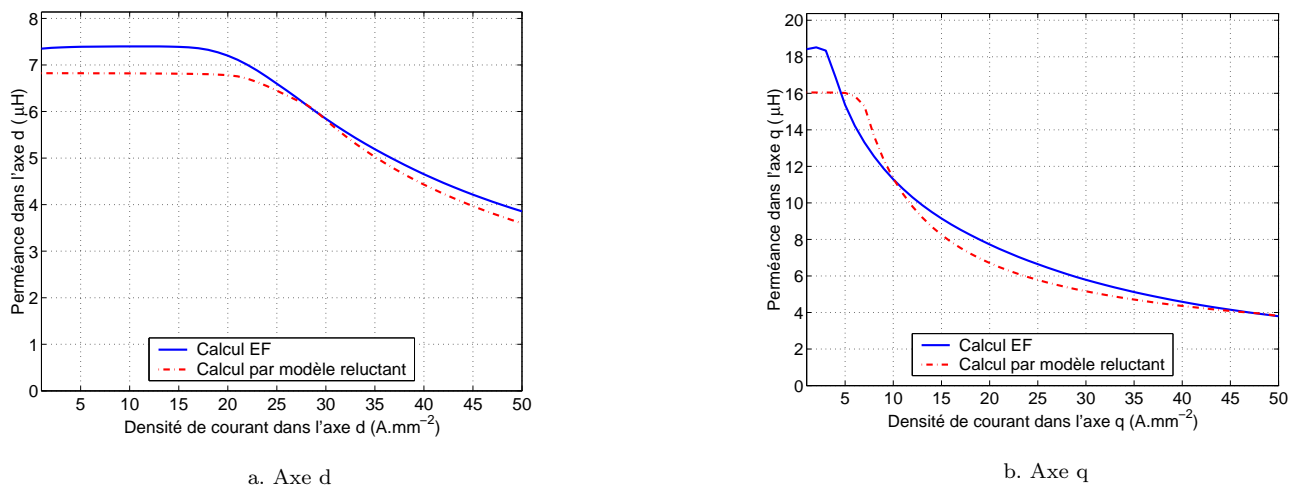 8
7
6
5
4
3
2
1
0
Perméance dans l'axe d (μH)
5 10 15 20 25 30 35 40 45 50
Densité de courant dans l'axe d (A.mm−2)
Calcul EF
Calcul par modèle reluctant
a. Axe d
20
18
16
14
12
10
8
6
4
2
0
Perméance dans l'axe q (μH)
5 10 15 20 25 30 35 40 45 50
Densité de courant dans l'axe q (A.mm−2)
Calcul EF
Calcul par modèle reluctant
b. Axe q